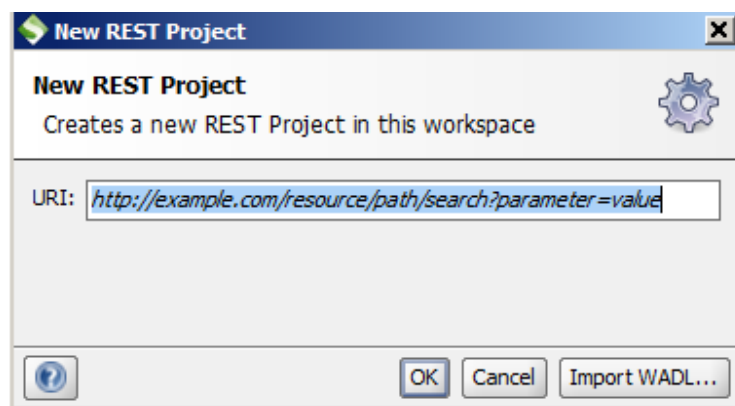 New REST Project
New REST Project
Creates a new REST Project in this workspace
URI: http://example.com/resource/path/search?parameter=value
? OK Cancel Import WADL...